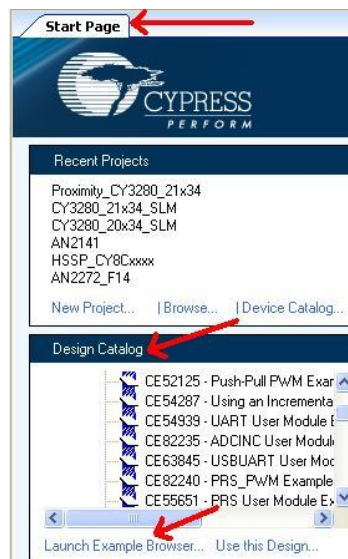 Start Page
CYPRESS
PERFORM
Recent Projects
Proximity_CY3280_21x34
CY3280_21x34_SLM
CY3280_20x34_SLM
AN2141
HSSP_CY8Cxxxx
AN2272_F14
New Project... | Browse... | Device Catalog...
Design Catalog
CE52125 - Push-Pull PWM Exar
CE54287 - Using an Incrementa
CE54939 - UART User Module E
CE82235 - ADCINC User Module
CE63845 - USBUART User Moc
CE82240 - PRS_PWM Example
CE55651 - PRS User Module Ex
Launch Example Browser... Use this Design...